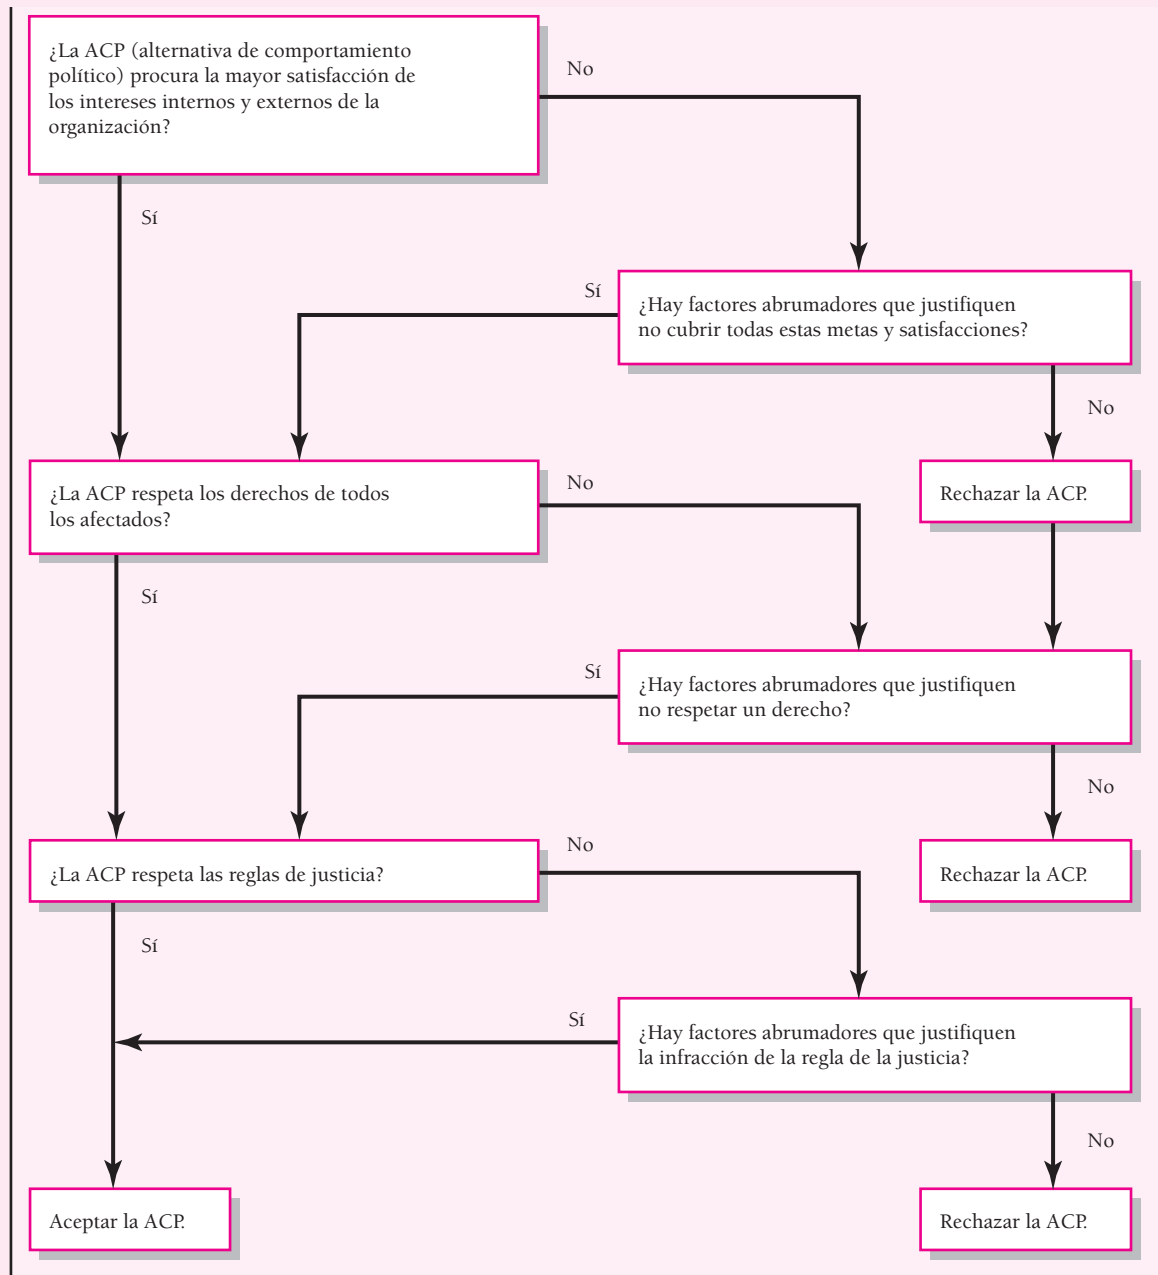 ¿La ACP (alternativa de comportamiento
político) procura la mayor satisfacción de
los intereses internos y externos de la
organización?
No
Sí
Sí
¿Hay factores abrumadores que justifiquen
no cubrir todas estas metas y satisfacciones?
No
¿La ACP respeta los derechos de todos
los afectados?
No
Rechazar la ACP.
Sí
Sí
¿Hay factores abrumadores que justifiquen
no respetar un derecho?
No
¿La ACP respeta las reglas de justicia?
No
Rechazar la ACP.
Sí
Sí
¿Hay factores abrumadores que justifiquen
la infracción de la regla de la justicia?
No
Aceptar la ACP.
Rechazar la ACP.